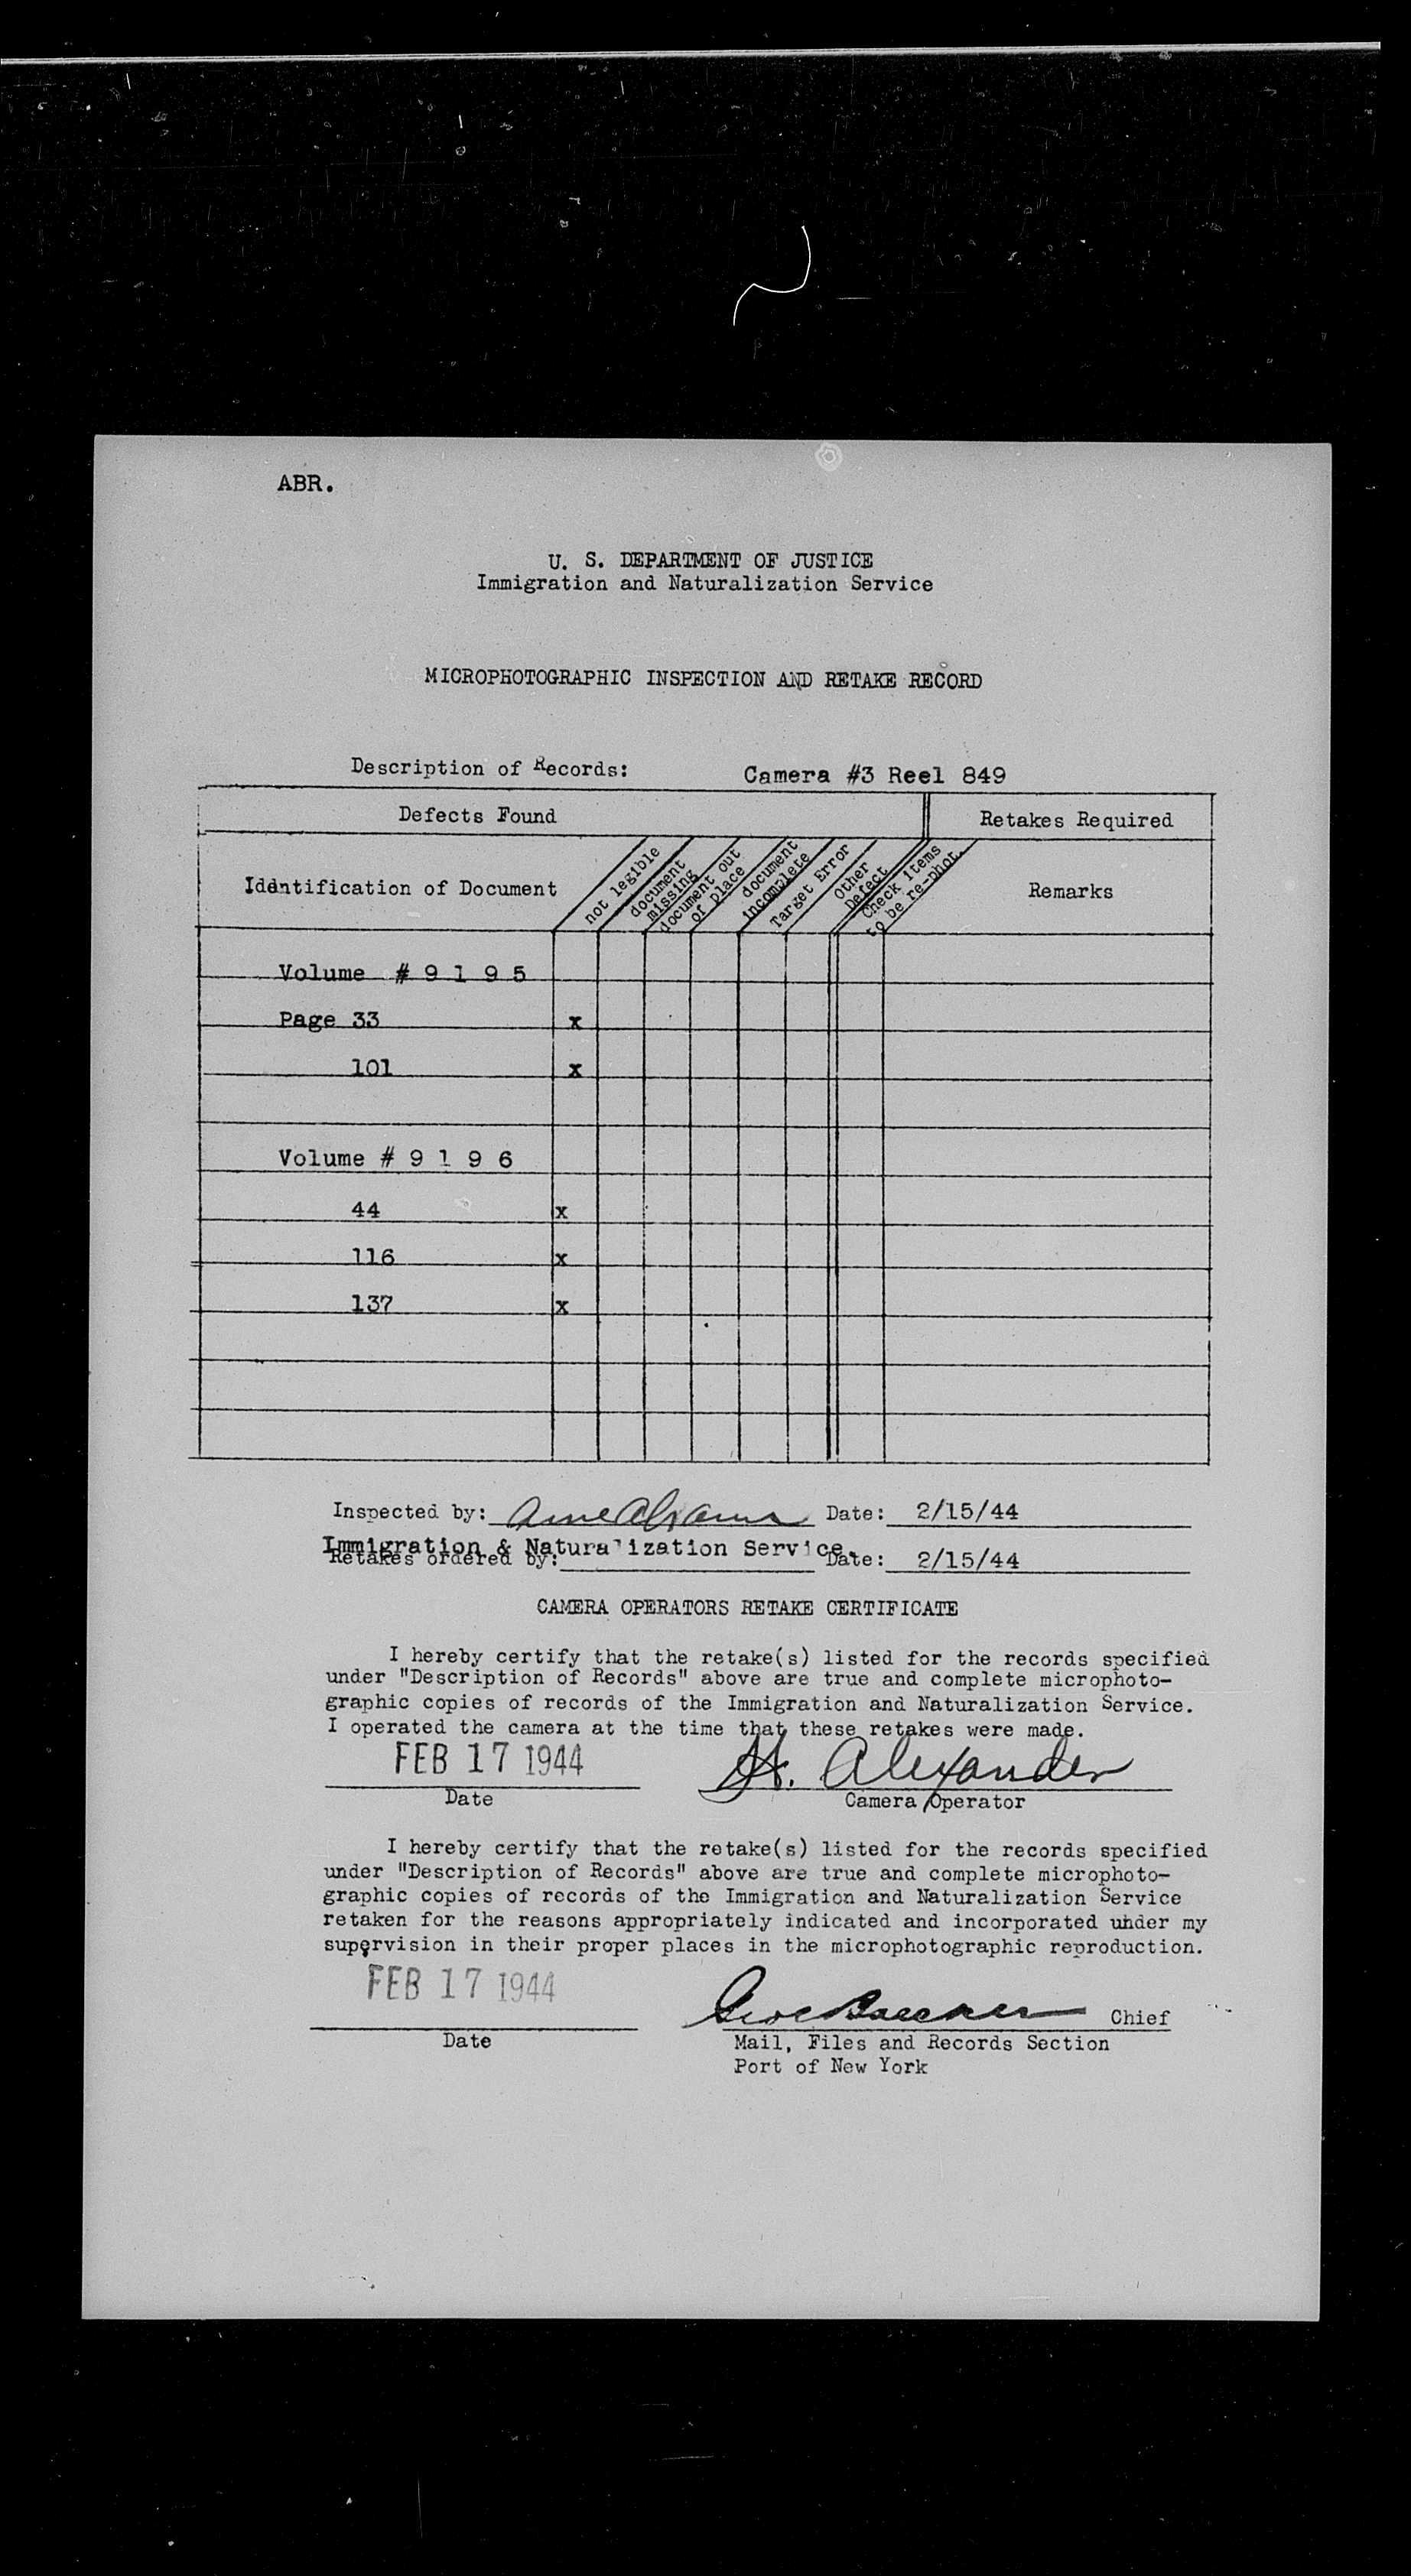 ABR.
U. S. DEPARTMENT OF JUSTICE
Immigration and Naturalization Service
MICROPHOTOGRAPHIC INSPECTION AND RETAKE RECORD
Description of Records: Camera #3 Reel 849
Defects Found Retakes Required
Identification of Document
not legible
document missing
document out of place
document incomplete
Target Error
Other Defect
Check items to be re-phot.
Remarks
Volume # 9 1 9 5
Page 33 x
101 x
Volume # 9 1 9 6
44 x
116 x
137 x
Inspected by: Date: 2/15/44
Immigration & Naturalization Service.
Retakes ordered by: Date: 2/15/44
CAMERA OPERATORS RETAKE CERTIFICATE
I hereby certify that the retake(s) listed for the records specified
under "Description of Records" above are true and complete microphoto-
graphic copies of records of the Immigration and Naturalization Service.
I operated the camera at the time that these retakes were made.
FEB 17 1944 H. Alexander
Date Camera Operator
I hereby certify that the retake(s) listed for the records specified
under "Description of Records" above are true and complete microphoto-
graphic copies of records of the Immigration and Naturalization Service
retaken for the reasons appropriately indicated and incorporated under my
supervision in their proper places in the microphotographic reproduction.
FEB 17 1944
Chief
Date Mail, Files and Records Section
Port of New York